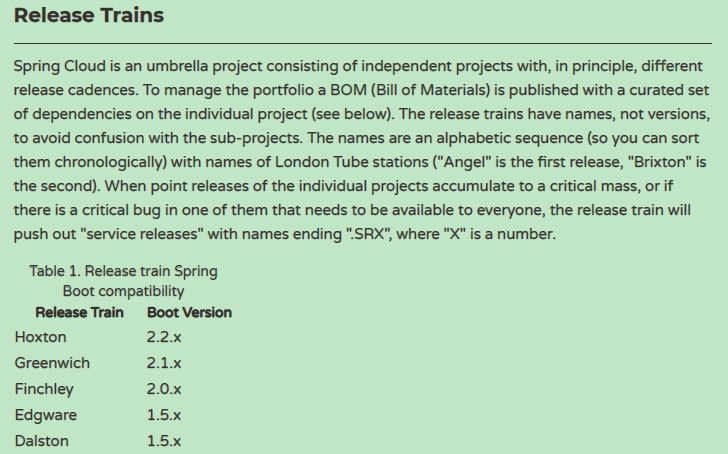 Release Trains
Spring Cloud is an umbrella project consisting of independent projects with, in principle, different
release cadences. To manage the portfolio a BOM (Bill of Materials) is published with a curated set
of dependencies on the individual project (see below). The release trains have names, not versions,
to avoid confusion with the sub-projects. The names are an alphabetic sequence (so you can sort
them chronologically) with names of London Tube stations ("Angel" is the first release, "Brixton" is
the second). When point releases of the individual projects accumulate to a critical mass, or if
there is a critical bug in one of them that needs to be available to everyone, the release train will
push out "service releases" with names ending ".SRX", where "X" is a number.
Table 1. Release train Spring
Boot compatibility
Release Train Boot Version
Hoxton 2.2.x
Greenwich 2.1.x
Finchley 2.0.x
Edgware 1.5.x
Dalston 1.5.x